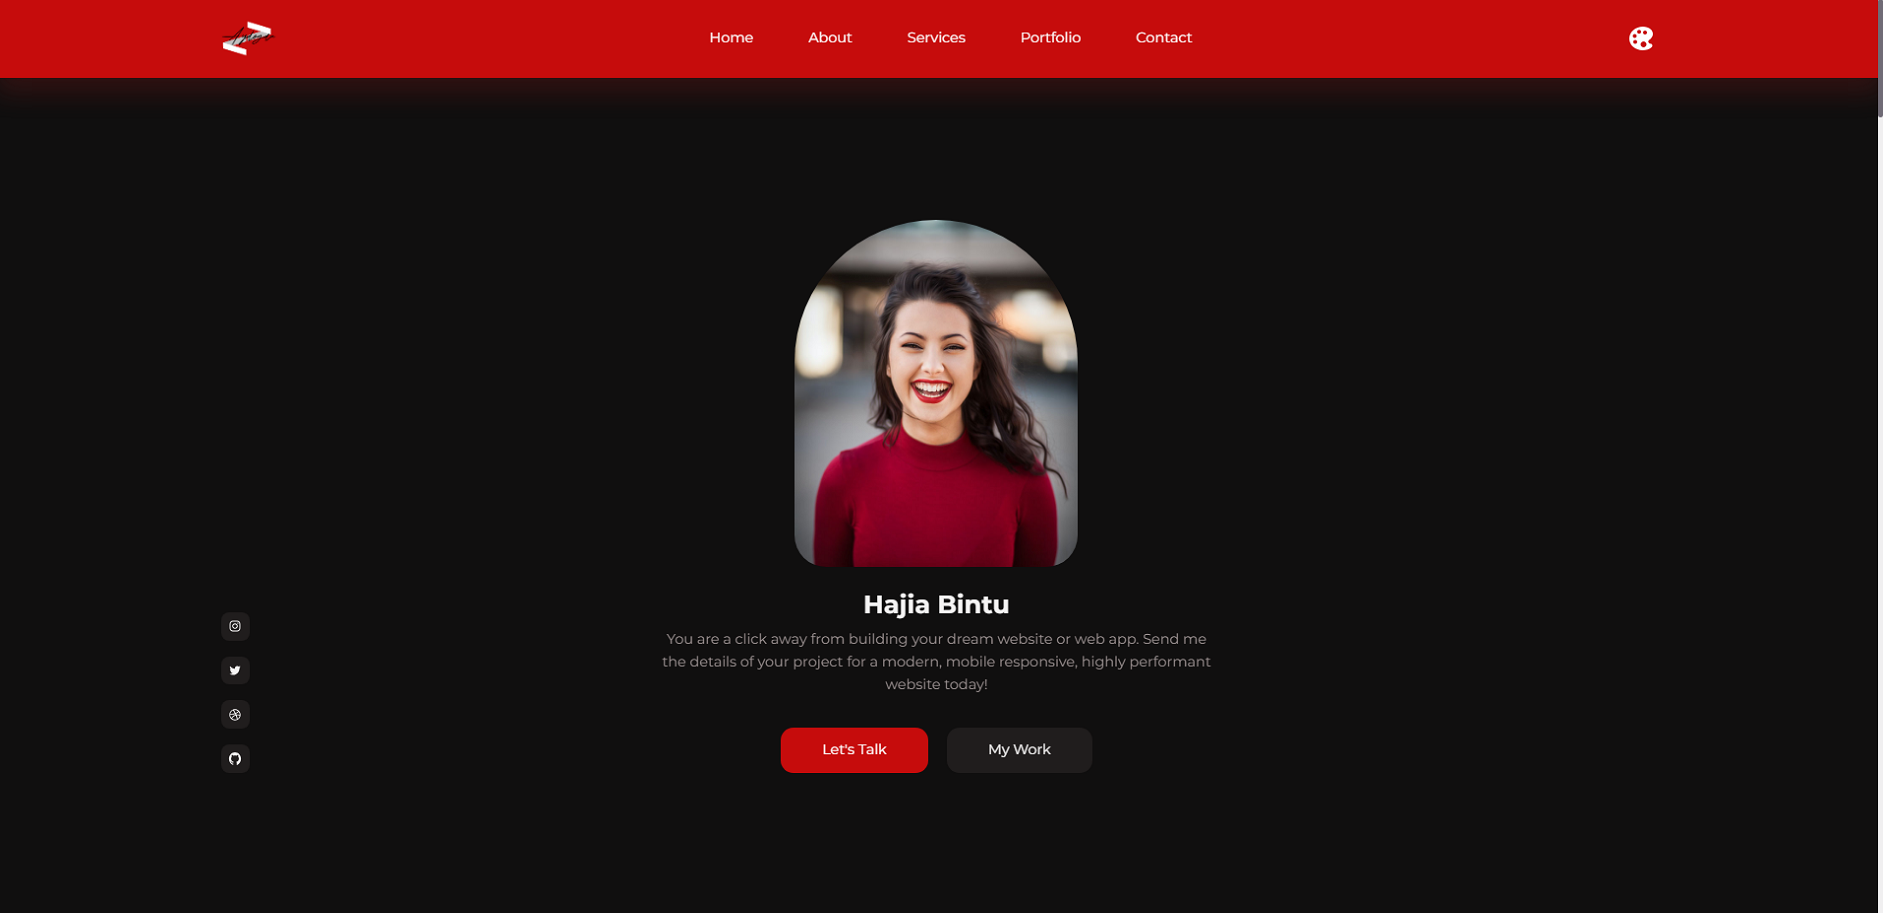 Home
About
Services
Portfolio
Contact
Hajia Bintu
You are a click away from building your dream website or web app. Send me
the details of your project for a modern, mobile responsive, highly performant
website today!
Let's Talk
My Work